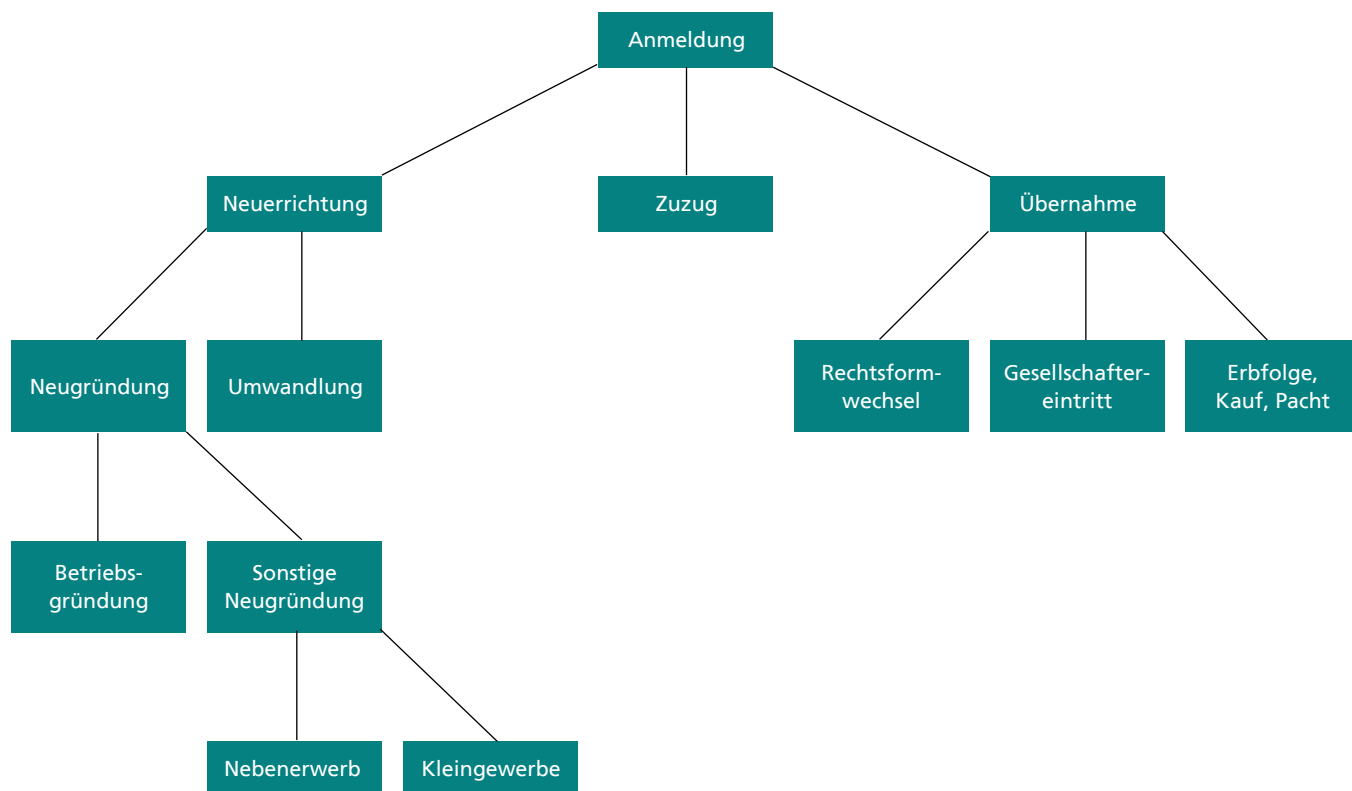 Anmeldung
Neuerrichtung
Zuzug
Übernahme
Neugründung
Umwandlung
Rechtsform-
wechsel
Gesellschafter-
eintritt
Erbfolge,
Kauf, Pacht
Betriebs-
gründung
Sonstige
Neugründung
Nebenerwerb
Kleingewerbe